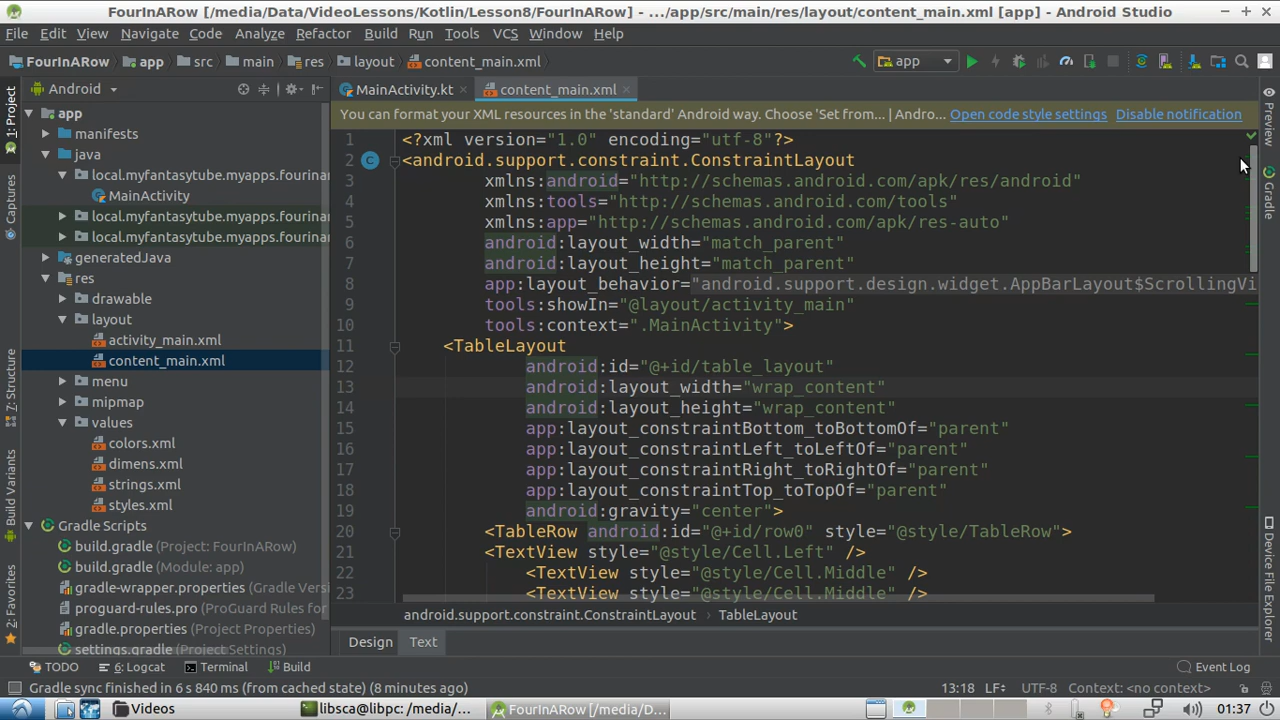 FourInARow [/media/Data/VideoLessons/Kotlin/Lesson8/FourInARow] - .../app/src/main/res/layout/content_main.xml [app] - Android Studio
File Edit View Navigate Code Analyze Refactor Build Run Tools VCS Window Help
FourInARow app src main res layout content_main.xml app
Android MainActivity.kt content_main.xml
You can format your XML resources in the 'standard' Android way. Choose 'Set from... | Andro... Open code style settings Disable notification
1: Project
Captures
7: Structure
Build Variants
2: Favorites
app
manifests
java
local.myfantasytube.myapps.fourinar
MainActivity
local.myfantasytube.myapps.fourinar
local.myfantasytube.myapps.fourinar
generatedJava
res
drawable
layout
activity_main.xml
content_main.xml
menu
mipmap
values
colors.xml
dimens.xml
strings.xml
styles.xml
Gradle Scripts
build.gradle (Project: FourInARow)
build.gradle (Module: app)
gradle-wrapper.properties (Gradle Vers
proguard-rules.pro (ProGuard Rules for
gradle.properties (Project Properties)
settings.gradle (Project Settings)
1 <?xml version="1.0" encoding="utf-8"?>
2 <android.support.constraint.ConstraintLayout
3 xmlns:android="http://schemas.android.com/apk/res/android"
4 xmlns:tools="http://schemas.android.com/tools"
5 xmlns:app="http://schemas.android.com/apk/res-auto"
6 android:layout_width="match_parent"
7 android:layout_height="match_parent"
8 app:layout_behavior="android.support.design.widget.AppBarLayout$ScrollingVi
9 tools:showIn="@layout/activity_main"
10 tools:context=".MainActivity">
11 <TableLayout
12 android:id="@+id/table_layout"
13 android:layout_width="wrap_content"
14 android:layout_height="wrap_content"
15 app:layout_constraintBottom_toBottomOf="parent"
16 app:layout_constraintLeft_toLeftOf="parent"
17 app:layout_constraintRight_toRightOf="parent"
18 app:layout_constraintTop_toTopOf="parent"
19 android:gravity="center">
20 <TableRow android:id="@+id/row0" style="@style/TableRow">
21 <TextView style="@style/Cell.Left" />
22 <TextView style="@style/Cell.Middle" />
23 <TextView style="@style/Cell.Middle" />
android.support.constraint.ConstraintLayout › TableLayout
Design Text
Preview
Gradle
Device File Explorer
TODO 6: Logcat Terminal Build Event Log
Gradle sync finished in 6 s 840 ms (from cached state) (8 minutes ago) 13:18 LF÷ UTF-8 Context: <no context>
Videos libsca@libpc: /media/... FourInARow [/media/D... 01:37